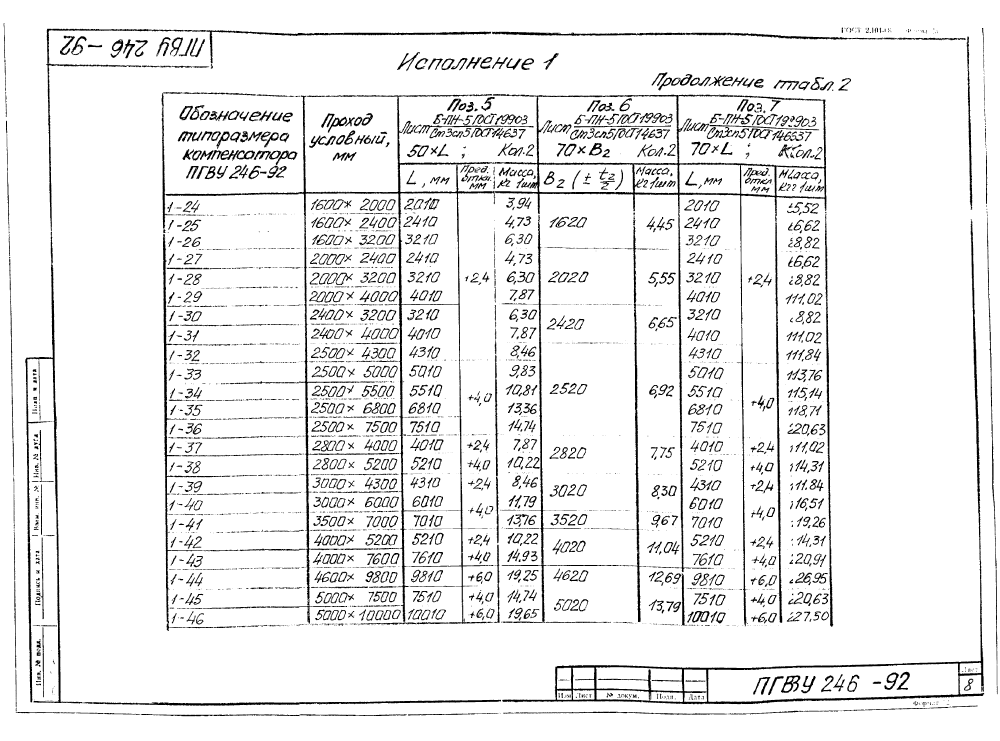 ГОСТ 2.101-68
ПГВУ 246-92
Исполнение 1
Продолжение табл. 2
Обозначение типоразмера компенсатора ПГВУ 246-92 | Проход условный, мм | Поз. 5 Лист Б-ПН-5 ГОСТ 19903 / Ст3сп5 ГОСТ 14637 50×L ; Кол. 2 | Поз. 6 Лист Б-ПН-5 ГОСТ 19903 / Ст3сп5 ГОСТ 14637 70×B2 Кол. 2 | Поз. 7 Лист Б-ПН-5 ГОСТ 19903 / Ст3сп5 ГОСТ 14637 70×L ; Кол. 2
L, мм | Пред. откл. мм | Масса, кг 1шт | B2 (± t2/2) | Масса, кг 1шт | L, мм | Пред. откл. мм | Масса, кг 1шт
1-24 1600×2000 2010 3,94 2010 5,52
1-25 1600×2400 2410 4,73 1620 4,45 2410 6,62
1-26 1600×3200 3210 6,30 3210 8,82
1-27 2000×2400 2410 4,73 2410 6,62
1-28 2000×3200 3210 +2,4 6,30 2020 5,55 3210 +2,4 8,82
1-29 2000×4000 4010 7,87 4010 11,02
1-30 2400×3200 3210 6,30 2420 6,65 3210 8,82
1-31 2400×4000 4010 7,87 4010 11,02
1-32 2500×4300 4310 8,46 4310 11,84
1-33 2500×5000 5010 9,83 5010 13,76
1-34 2500×5500 5510 +4,0 10,81 2520 6,92 5510 +4,0 15,14
1-35 2500×6800 6810 13,36 6810 18,71
1-36 2500×7500 7510 14,74 7510 20,63
1-37 2800×4000 4010 +2,4 7,87 2820 7,75 4010 +2,4 11,02
1-38 2800×5200 5210 +4,0 10,22 5210 +4,0 14,31
1-39 3000×4300 4310 +2,4 8,46 3020 8,30 4310 +2,4 11,84
1-40 3000×6000 6010 +4,0 11,79 6010 +4,0 16,51
1-41 3500×7000 7010 13,76 3520 9,67 7010 19,26
1-42 4000×5200 5210 +2,4 10,22 4020 11,04 5210 +2,4 14,31
1-43 4000×7600 7610 +4,0 14,93 7610 +4,0 20,91
1-44 4600×9800 9810 +6,0 19,25 4620 12,69 9810 +6,0 26,95
1-45 5000×7500 7510 +4,0 14,74 5020 13,79 7510 +4,0 20,63
1-46 5000×10000 10010 +6,0 19,65 10010 +6,0 27,50
Подп. и дата
Инв. № дубл.
Взам. инв. №
Подпись и дата
Инв. № подл.
Изм Лист № докум. Подп. Дата
ПГВУ 246-92
Лист
8